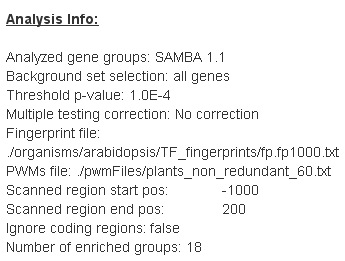 Analysis Info:
Analyzed gene groups: SAMBA 1.1
Background set selection: all genes
Threshold p-value: 1.0E-4
Multiple testing correction: No correction
Fingerprint file:
./organisms/arabidopsis/TF_fingerprints/fp.fp1000.txt
PWMs file: ./pwmFiles/plants_non_redundant_60.txt
Scanned region start pos: -1000
Scanned region end pos: 200
Ignore coding regions: false
Number of enriched groups: 18